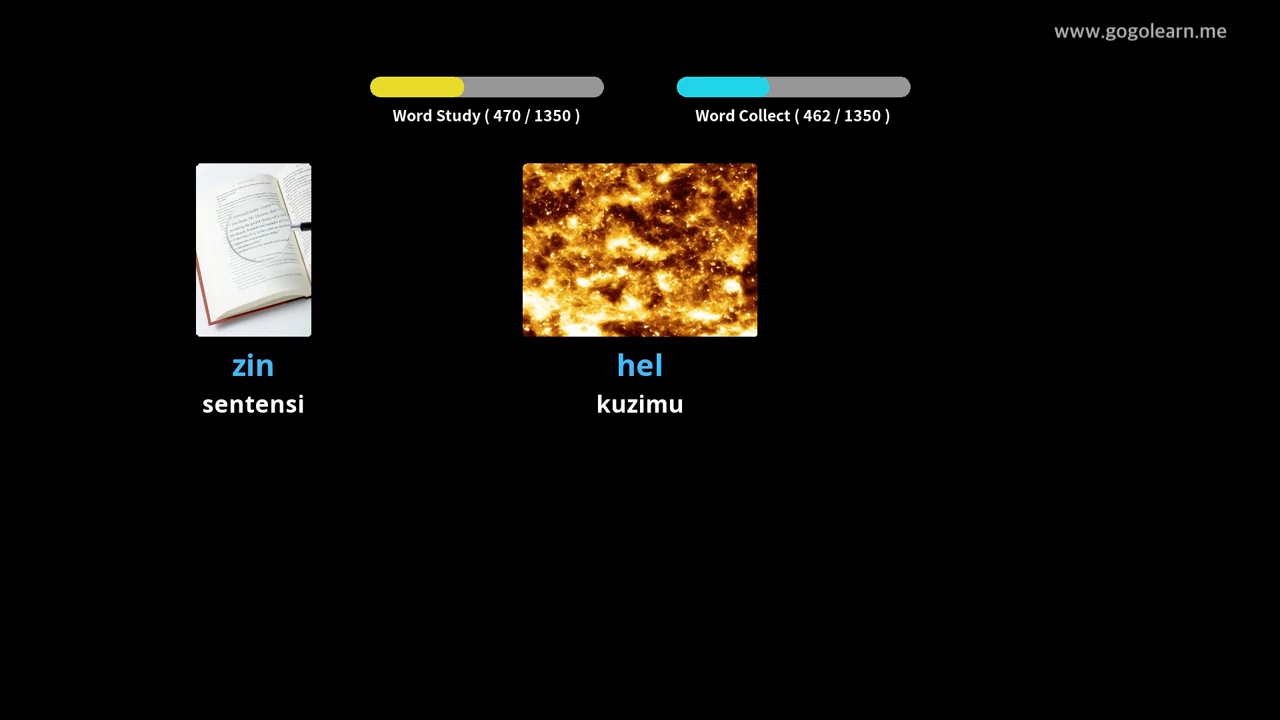 www.gogolearn.me
Word Study ( 470 / 1350 )
Word Collect ( 462 / 1350 )
zin
sentensi
hel
kuzimu